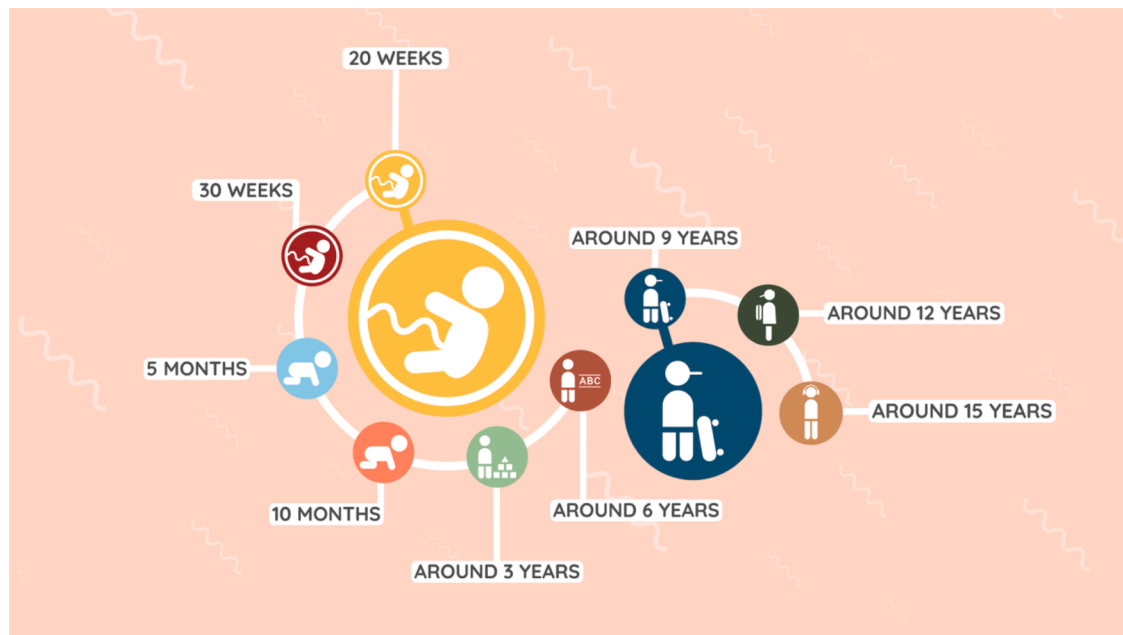 20 WEEKS
30 WEEKS
5 MONTHS
10 MONTHS
AROUND 3 YEARS
AROUND 6 YEARS
ABC
AROUND 9 YEARS
AROUND 12 YEARS
AROUND 15 YEARS